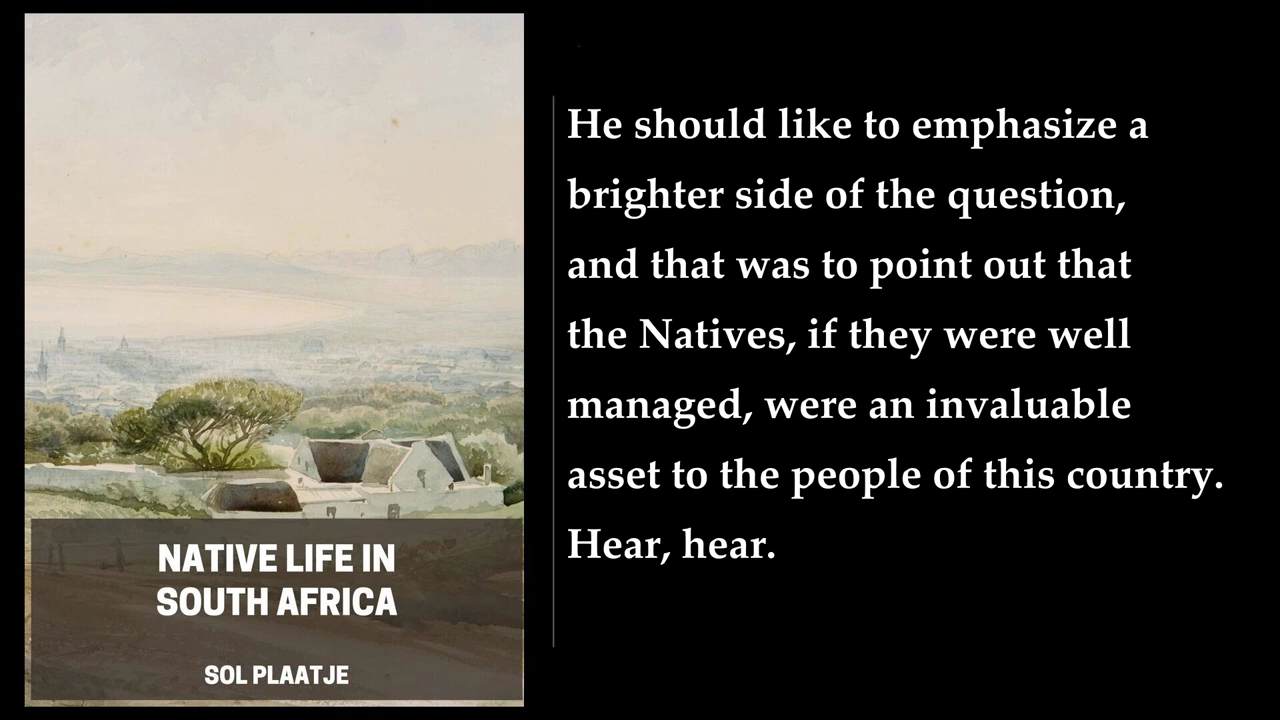 NATIVE LIFE IN
SOUTH AFRICA
SOL PLAATJE
He should like to emphasize a
brighter side of the question,
and that was to point out that
the Natives, if they were well
managed, were an invaluable
asset to the people of this country.
Hear, hear.